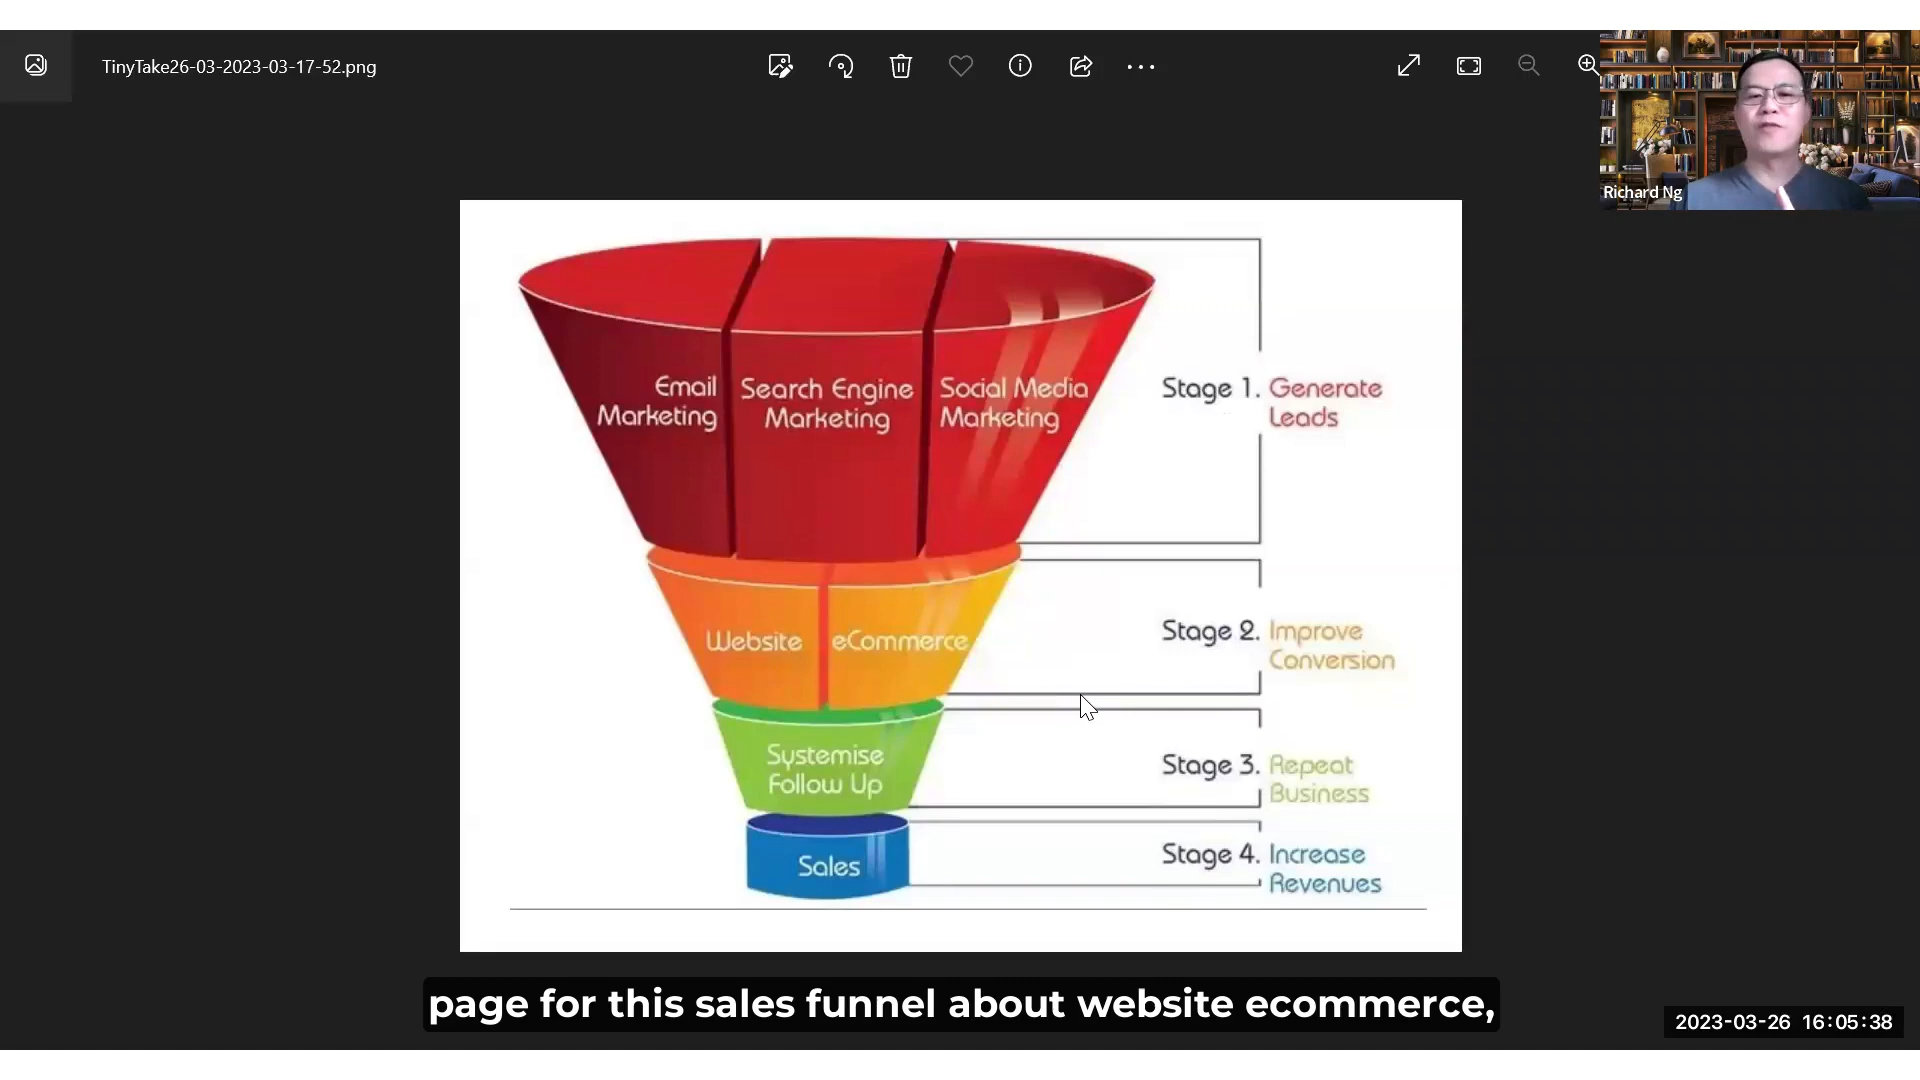 TinyTake26-03-2023-03-17-52.png
Richard Ng
Email
Marketing
Search Engine
Marketing
Social Media
Marketing
Stage 1. Generate
Leads
Website
eCommerce
Stage 2. Improve
Conversion
Systemise
Follow Up
Stage 3. Repeat
Business
Sales
Stage 4. Increase
Revenues
page for this sales funnel about website ecommerce,
2023-03-26 16:05:38